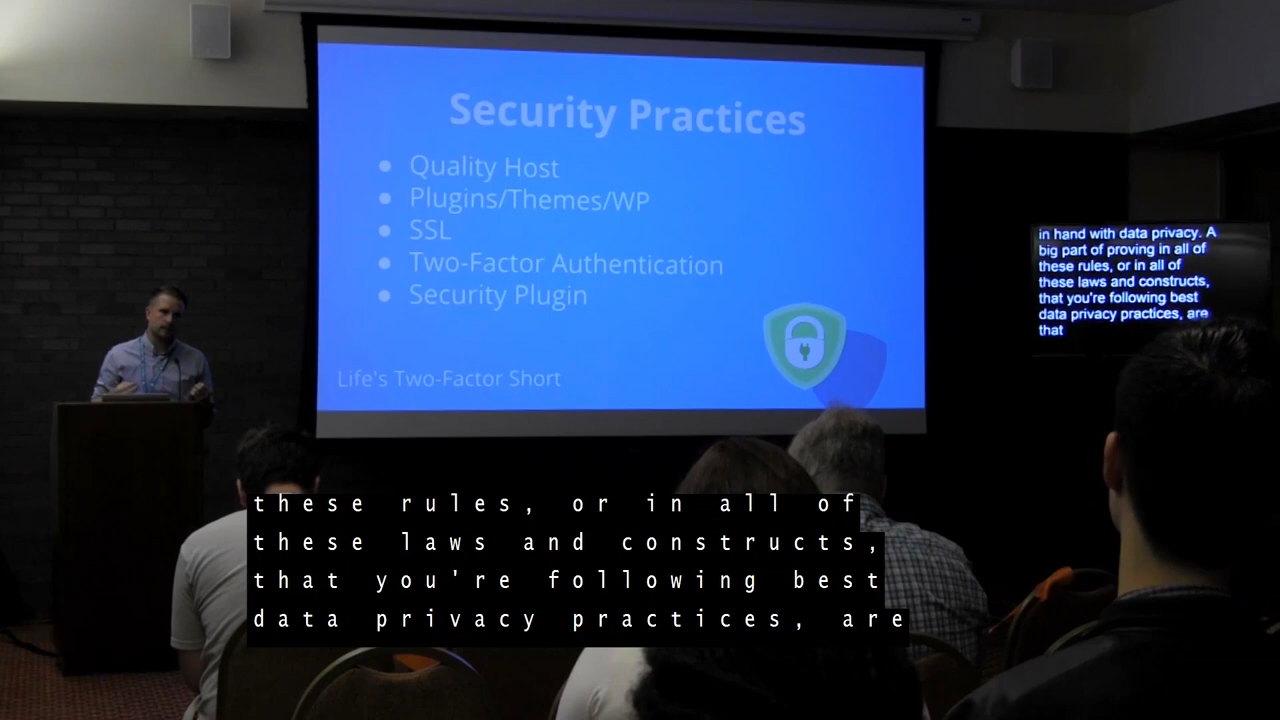 Security Practices
Quality Host
Plugins/Themes/WP
SSL
Two-Factor Authentication
Security Plugin
Life's Two-Factor Short
in hand with data privacy. A
big part of proving in all of
these rules, or in all of
these laws and constructs,
that you're following best
data privacy practices, are
that
these rules, or in all of
these laws and constructs,
that you're following best
data privacy practices, are